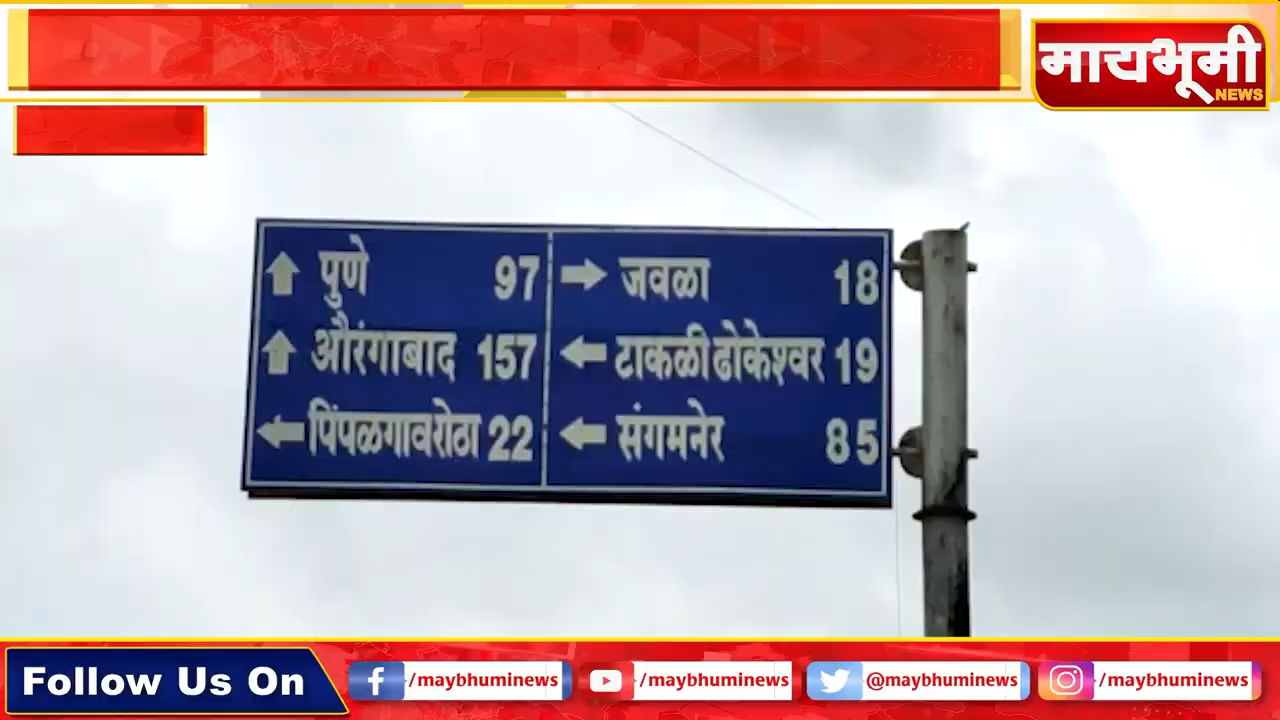 मायभूमी
NEWS
पुणे 97
औरंगाबाद 157
पिंपळगावरोठा 22
जवळा 18
टाकळी ढोकेश्वर 19
संगमनेर 85
Follow Us On
/maybhuminews
/maybhuminews
@maybhuminews
/maybhuminews